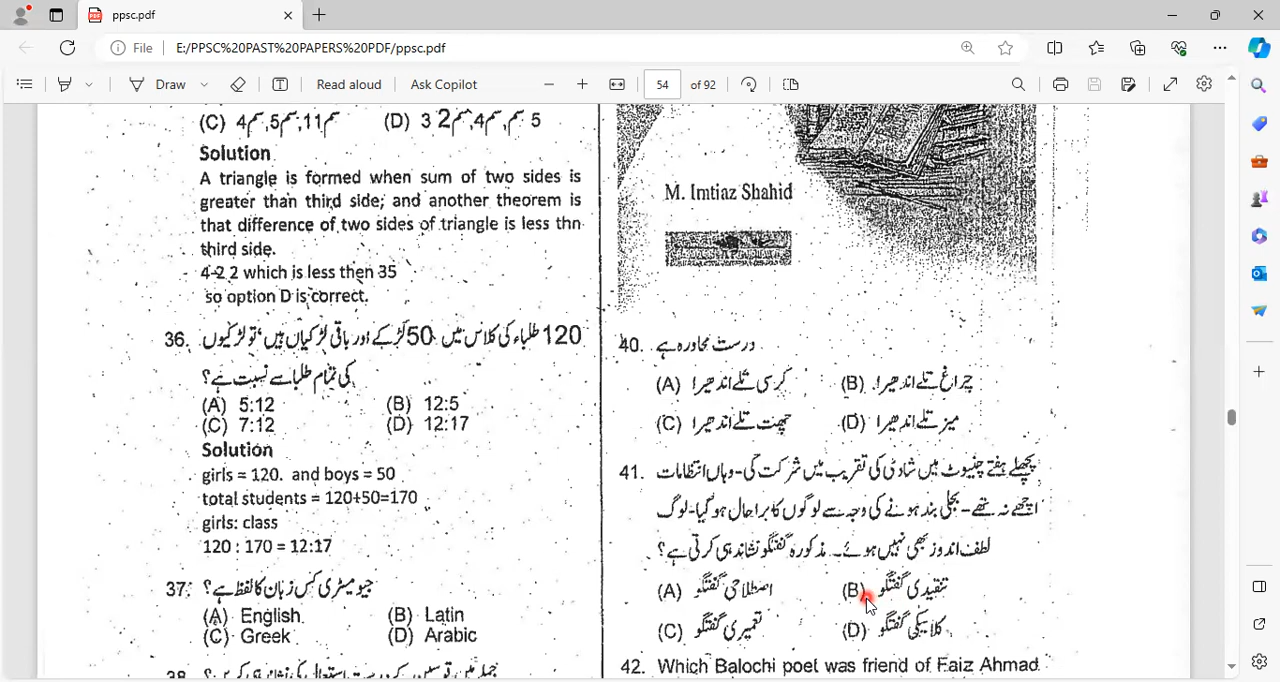 ppsc.pdf
File E:/PPSC%20PAST%20PAPERS%20PDF/ppsc.pdf
Draw Read aloud Ask Copilot 54 of 92
(C) 4سم,5سم,11سم (D) 3 سم,4سم,2 5
Solution
A triangle is formed when sum of two sides is
greater than third side; and another theorem is
that difference of two sides of triangle is less thn
third side.
4-2 2 which is less then 35
so option D is correct.
36. 120 طلباء کی کلاس میں 50 لڑکے اور باقی لڑکیاں ہیں، تو لڑکیوں
کی تمام طلبا سے نسبت ہے؟
(A) 5:12 (B) 12:5
(C) 7:12 (D) 12:17
Solution
girls = 120. and boys = 50
total students = 120+50=170
girls: class
120 : 170 = 12:17
37. جیومیٹری کس زبان کا لفظ ہے؟
(A) English (B) Latin
(C) Greek (D) Arabic
38.
M. Imtiaz Shahid
40. درست محاورہ ہے
(A) کرسی تلے اندھیرا (B) چراغ تلے اندھیرا
(C) چھت تلے اندھیرا (D) میز تلے اندھیرا
41. پچھلے ہفتے چنیوٹ میں شادی کی تقریب میں شرکت کی- وہاں انتظامات
اچھے نہ تھے- بجلی بند ہونے کی وجہ سے لوگوں کا برا حال ہو گیا- لوگ
لطف اندوز بھی نہیں ہوئے- مذکورہ گفتگو نشاندہی کرتی ہے؟
(A) اصطلاحی گفتگو (B) تنقیدی گفتگو
(C) تعمیری گفتگو (D) کلاسیکی گفتگو
42. Which Balochi poet was friend of Faiz Ahmad